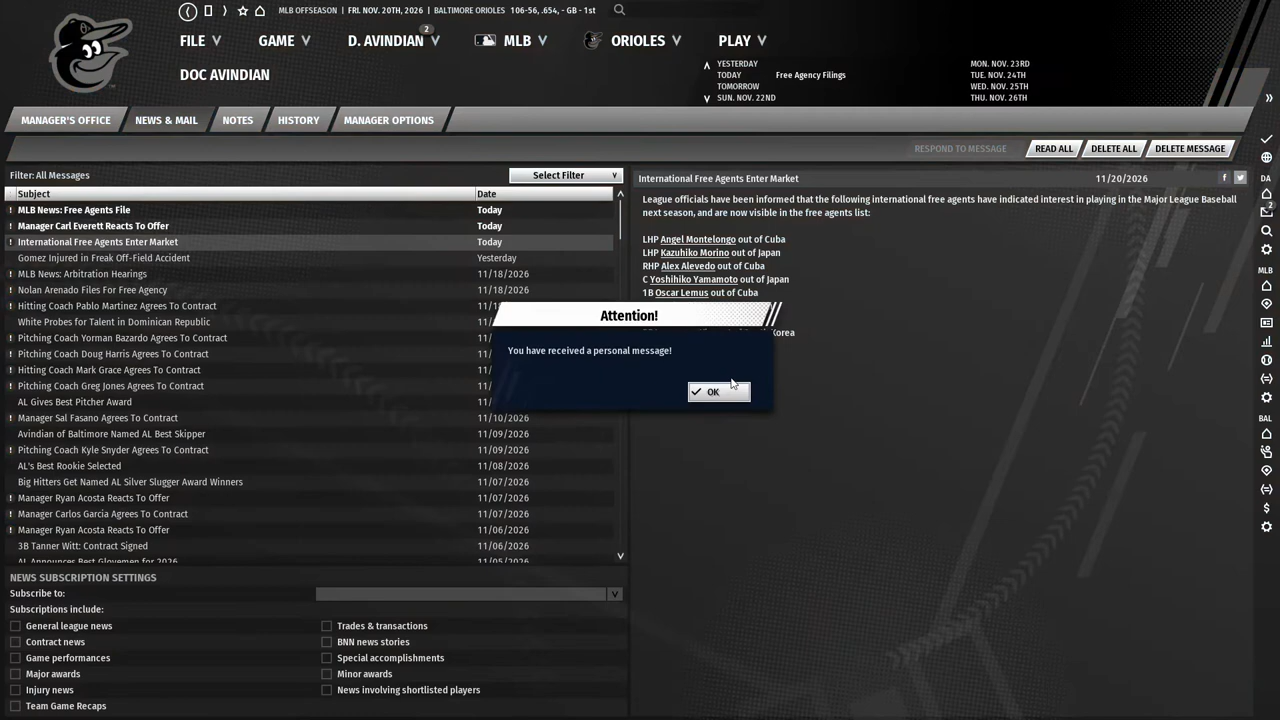 MLB OFFSEASON | FRI. NOV. 20TH, 2026 | BALTIMORE ORIOLES 106-56, .654, - GB - 1st
FILE GAME D. AVINDIAN 2 MLB ORIOLES PLAY
DOC AVINDIAN
YESTERDAY
TODAY Free Agency Filings
TOMORROW
SUN. NOV. 22ND
MON. NOV. 23RD
TUE. NOV. 24TH
WED. NOV. 25TH
THU. NOV. 26TH
MANAGER'S OFFICE NEWS & MAIL NOTES HISTORY MANAGER OPTIONS
RESPOND TO MESSAGE READ ALL DELETE ALL DELETE MESSAGE
Filter: All Messages Select Filter
Subject Date
! MLB News: Free Agents File Today
! Manager Carl Everett Reacts To Offer Today
! International Free Agents Enter Market Today
Gomez Injured in Freak Off-Field Accident Yesterday
! MLB News: Arbitration Hearings 11/18/2026
! Nolan Arenado Files For Free Agency 11/18/2026
! Hitting Coach Pablo Martinez Agrees To Contract
White Probes for Talent in Dominican Republic
! Pitching Coach Yorman Bazardo Agrees To Contract
! Pitching Coach Doug Harris Agrees To Contract
! Hitting Coach Mark Grace Agrees To Contract
! Pitching Coach Greg Jones Agrees To Contract
AL Gives Best Pitcher Award
! Manager Sal Fasano Agrees To Contract 11/10/2026
Avindian of Baltimore Named AL Best Skipper 11/09/2026
! Pitching Coach Kyle Snyder Agrees To Contract 11/09/2026
AL's Best Rookie Selected 11/08/2026
Big Hitters Get Named AL Silver Slugger Award Winners 11/07/2026
! Manager Ryan Acosta Reacts To Offer 11/07/2026
! Manager Carlos Garcia Agrees To Contract 11/07/2026
! Manager Ryan Acosta Reacts To Offer 11/06/2026
3B Tanner Witt: Contract Signed 11/06/2026
AL Announces Best Glovemen for 2026 11/05/2026
International Free Agents Enter Market 11/20/2026
League officials have been informed that the following international free agents have indicated interest in playing in the Major League Baseball
next season, and are now visible in the free agents list:
LHP Angel Montelongo out of Cuba
LHP Kazuhiko Morino out of Japan
RHP Alex Alevedo out of Cuba
C Yoshihiko Yamamoto out of Japan
1B Oscar Lemus out of Cuba
Korea
Attention!
You have received a personal message!
OK
NEWS SUBSCRIPTION SETTINGS
Subscribe to:
Subscriptions include:
General league news Trades & transactions
Contract news BNN news stories
Game performances Special accomplishments
Major awards Minor awards
Injury news News involving shortlisted players
Team Game Recaps
DA
2
MLB
BAL